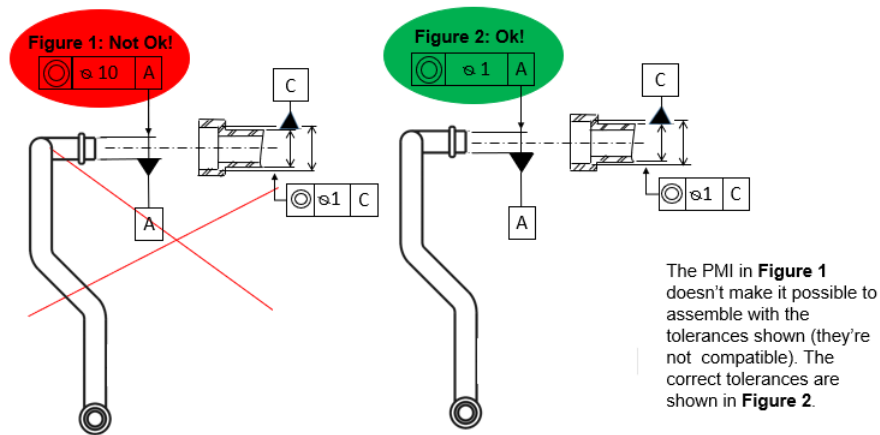 Figure 1: Not Ok!
⌀ 10 A
C
A
⌀1 C
Figure 2: Ok!
⌀ 1 A
C
A
⌀1 C
The PMI in Figure 1
doesn’t make it possible to
assemble with the
tolerances shown (they’re
not compatible). The
correct tolerances are
shown in Figure 2.